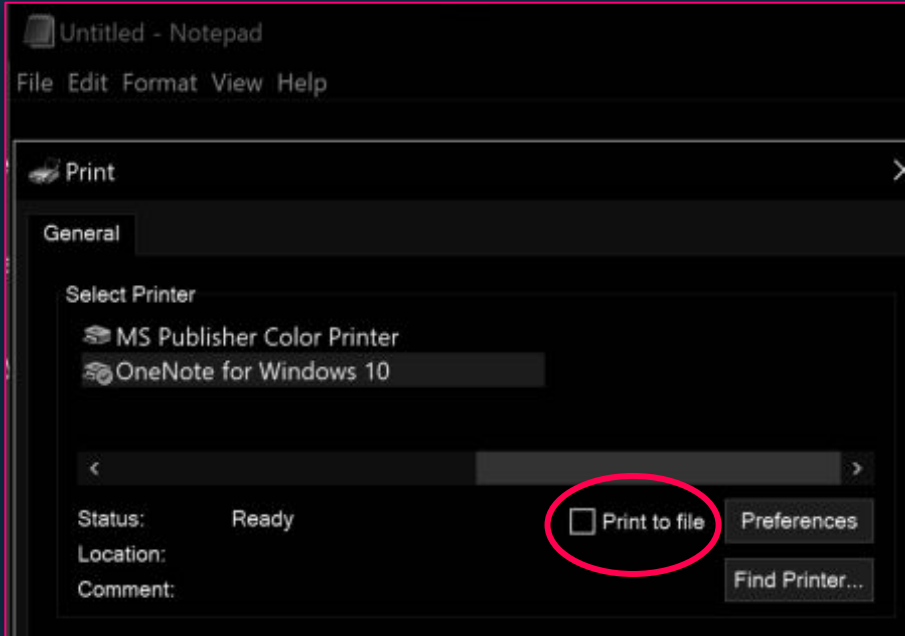 Untitled - Notepad
File Edit Format View Help
Print
General
Select Printer
MS Publisher Color Printer
OneNote for Windows 10
Status: Ready Print to file Preferences
Location:
Comment: Find Printer...